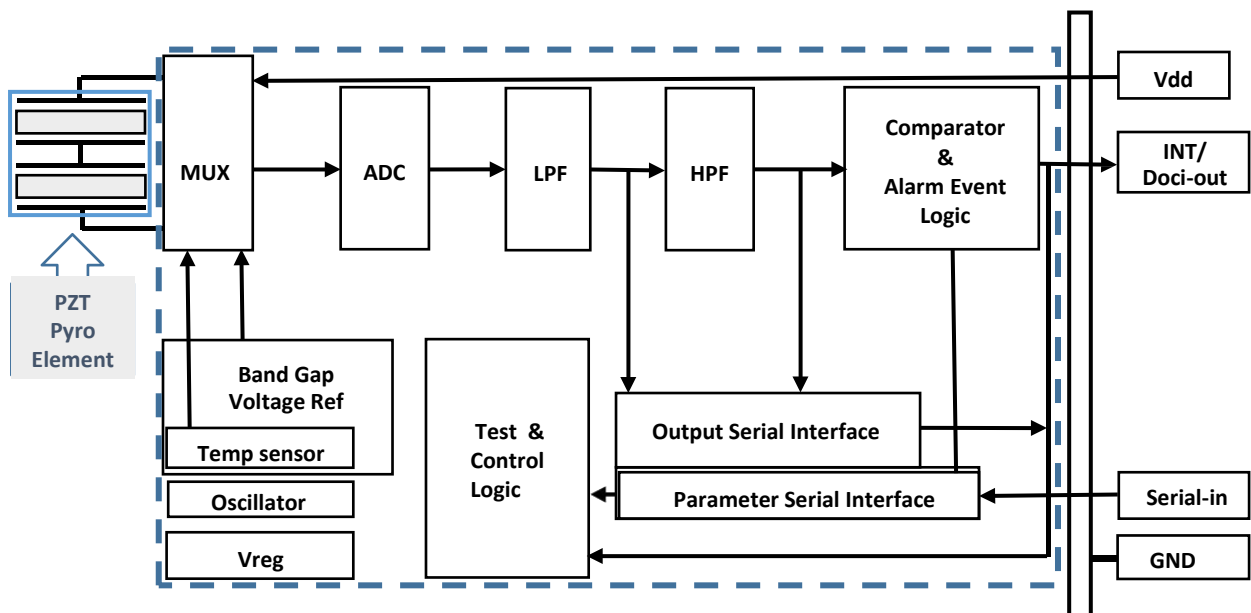 Vdd
MUX
ADC
LPF
HPF
Comparator
&
Alarm Event
Logic
INT/
Doci-out
PZT
Pyro
Element
Band Gap
Voltage Ref
Temp sensor
Oscillator
Vreg
Test &
Control
Logic
Output Serial Interface
Parameter Serial Interface
Serial-in
GND